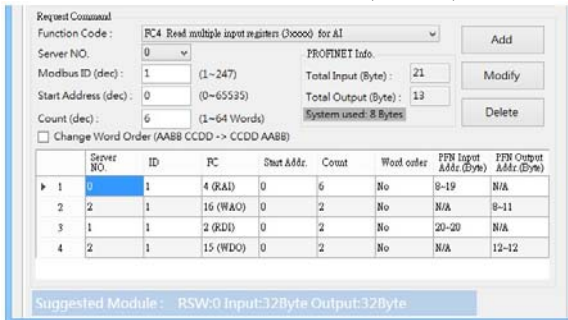 Request Command
Function Code : FC4 Read multiple input registers (3xxxx) for AI
Add
Server NO. 0
PROFINET Info.
Modbus ID (dec) : 1 (1~247)
Total Input (Byte) : 21
Modify
Start Address (dec) : 0 (0~65535)
Total Output (Byte) : 13
Count (dec) : 6 (1~64 Words)
System used: 8 Bytes
Delete
Change Word Order (AABB CCDD -> CCDD AABB)
Server NO. ID FC Start Addr. Count Word order PFN Input Addr.(Byte) PFN Output Addr.(Byte)
1 0 1 4 (RAI) 0 6 No 8~19 N/A
2 2 1 16 (WAO) 0 2 No N/A 8~11
3 1 1 2 (RDI) 0 2 No 20~20 N/A
4 2 1 15 (WDO) 0 2 No N/A 12~12
Suggested Module : RSW:0 Input:32Byte Output:32Byte